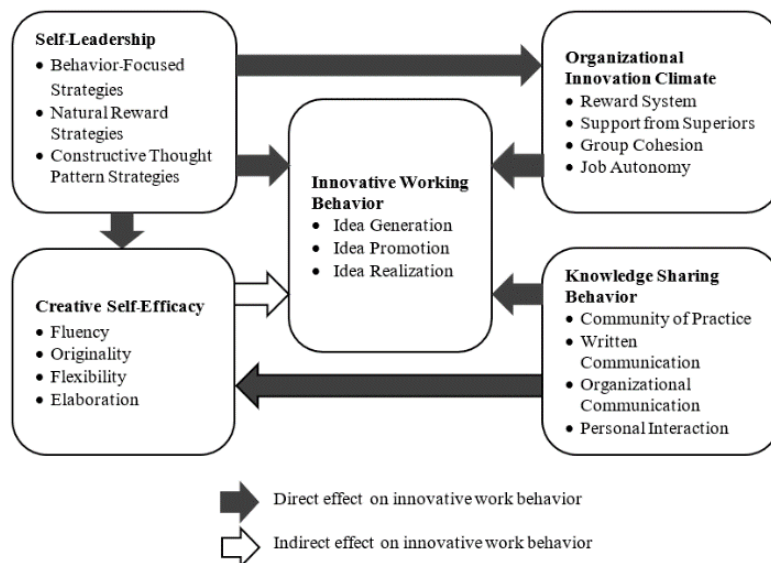 Self-Leadership
• Behavior-Focused
Strategies
• Natural Reward
Strategies
• Constructive Thought
Pattern Strategies
Organizational
Innovation Climate
• Reward System
• Support from Superiors
• Group Cohesion
• Job Autonomy
Innovative Working
Behavior
• Idea Generation
• Idea Promotion
• Idea Realization
Creative Self-Efficacy
• Fluency
• Originality
• Flexibility
• Elaboration
Knowledge Sharing
Behavior
• Community of Practice
• Written
Communication
• Organizational
Communication
• Personal Interaction
Direct effect on innovative work behavior
Indirect effect on innovative work behavior